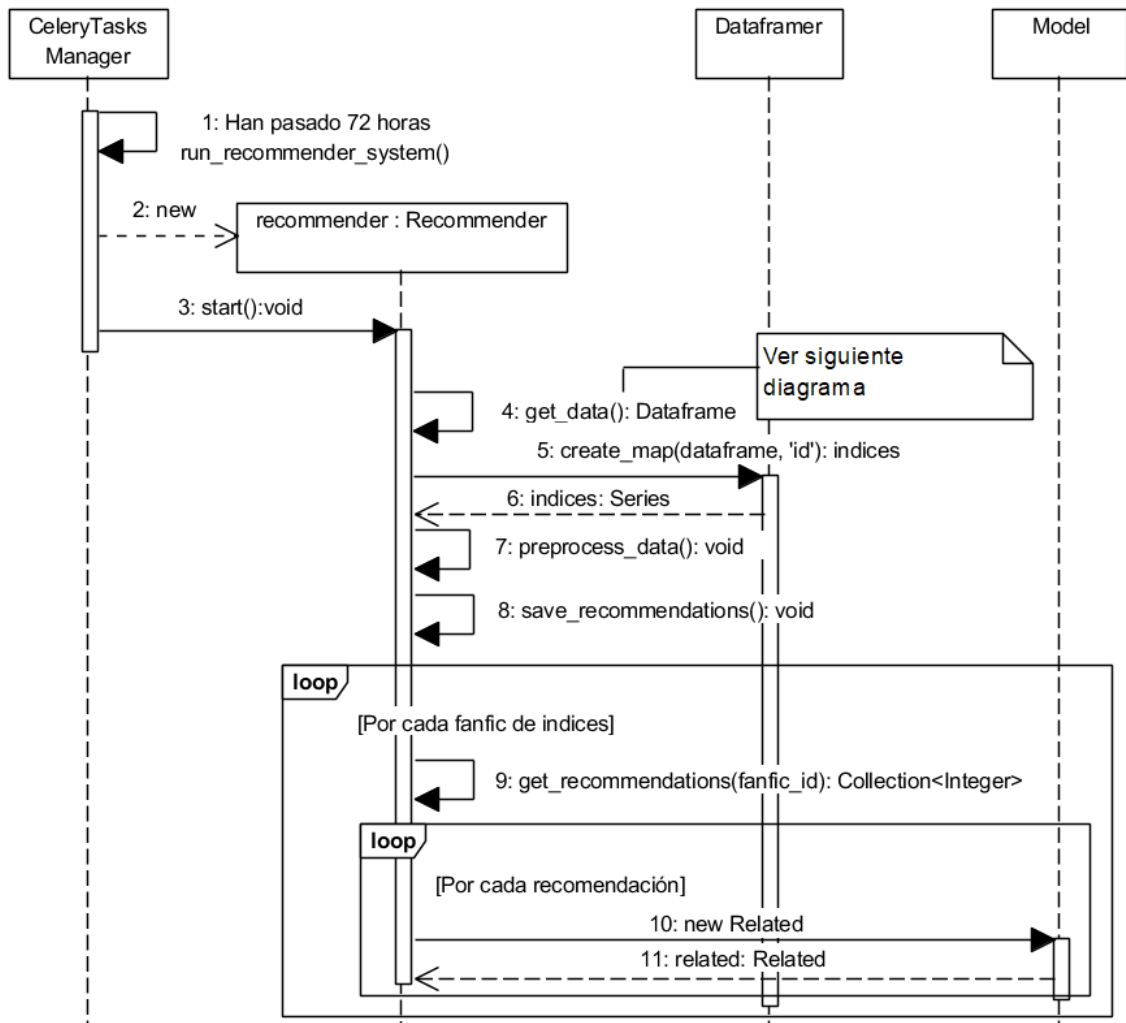 CeleryTasks
Manager
Dataframer
Model
1: Han pasado 72 horas
run_recommender_system()
2: new
recommender : Recommender
3: start():void
Ver siguiente
diagrama
4: get_data(): Dataframe
5: create_map(dataframe, 'id'): indices
6: indices: Series
7: preprocess_data(): void
8: save_recommendations(): void
loop
[Por cada fanfic de indices]
9: get_recommendations(fanfic_id): Collection<Integer>
loop
[Por cada recomendación]
10: new Related
11: related: Related